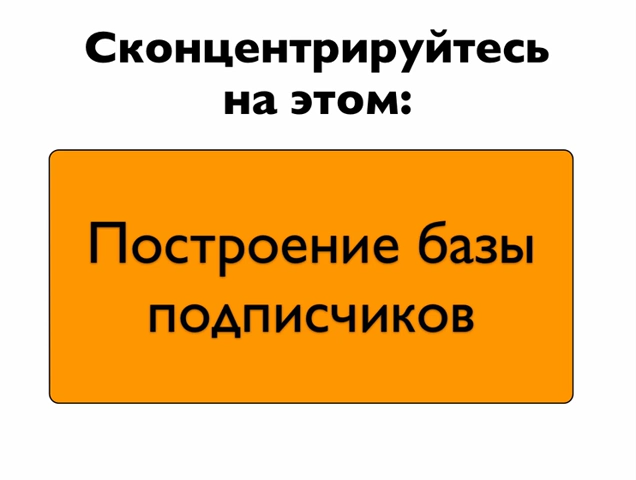 Сконцентрируйтесь
на этом:
Построение базы
подписчиков